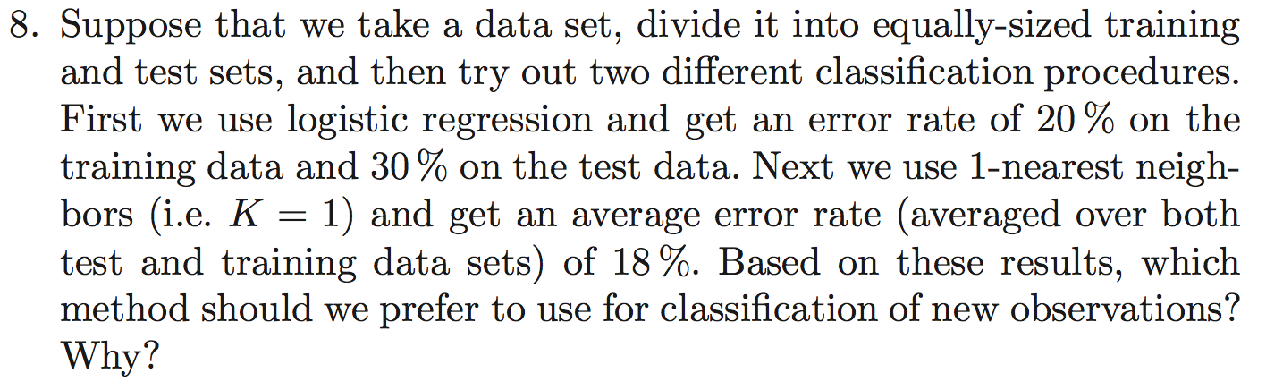 8. Suppose that we take a data set, divide it into equally-sized training
and test sets, and then try out two different classification procedures.
First we use logistic regression and get an error rate of 20 % on the
training data and 30 % on the test data. Next we use 1-nearest neigh-
bors (i.e. K = 1) and get an average error rate (averaged over both
test and training data sets) of 18 %. Based on these results, which
method should we prefer to use for classification of new observations?
Why?